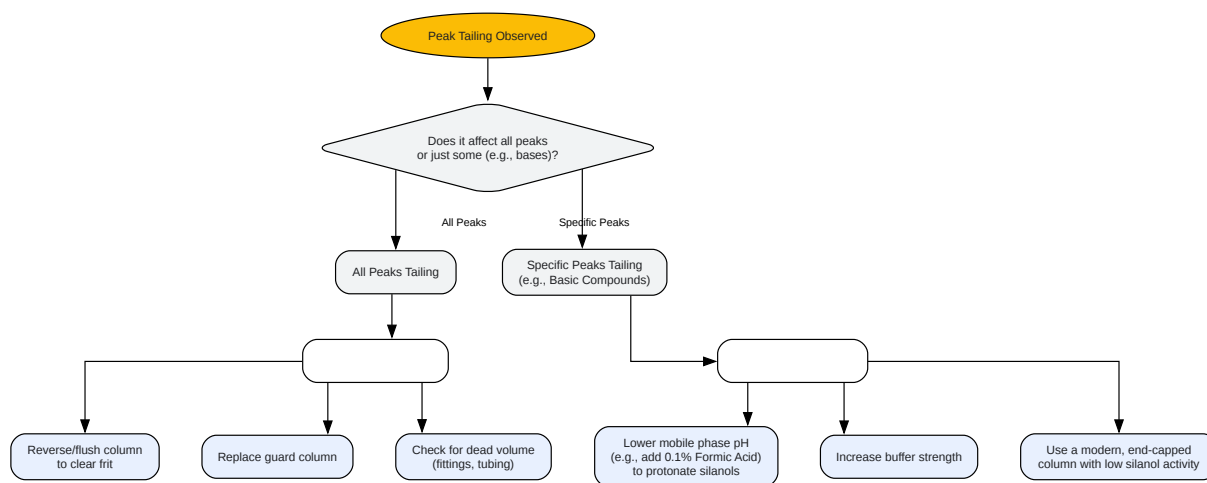 Peak Tailing Observed
Does it affect all peaks
or just some (e.g., bases)?
All Peaks
Specific Peaks
All Peaks Tailing
Specific Peaks Tailing
(e.g., Basic Compounds)
Reverse/flush column
to clear frit
Replace guard column
Check for dead volume
(fittings, tubing)
Lower mobile phase pH
(e.g., add 0.1% Formic Acid)
to protonate silanols
Increase buffer strength
Use a modern, end-capped
column with low silanol activity